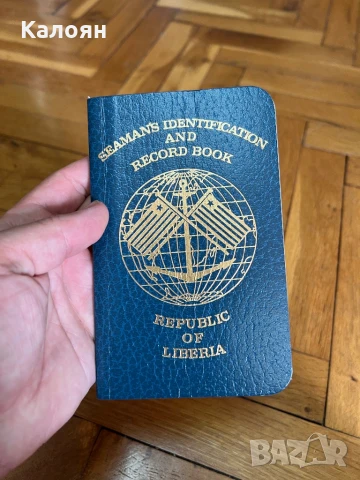 Калоян
SEAMAN'S IDENTIFICATION
AND
RECORD BOOK
REPUBLIC
OF
LIBERIA
BAZAR